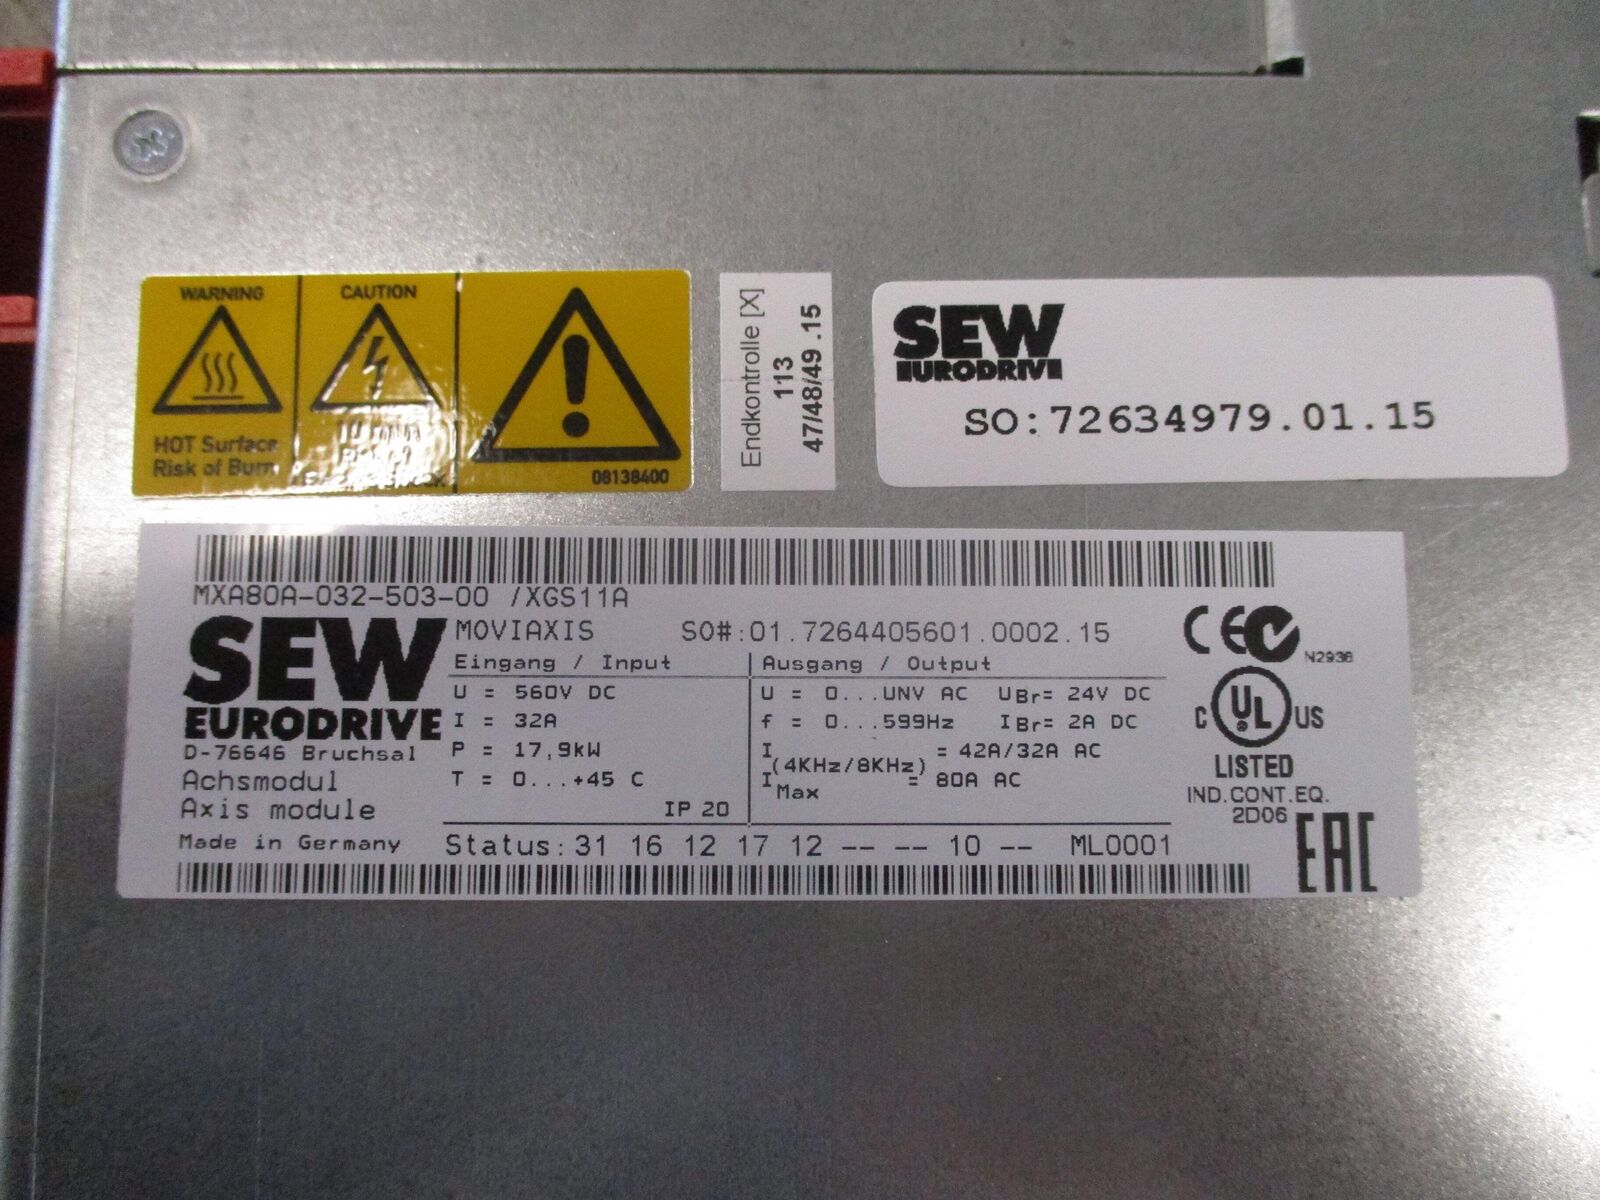 WARNING
HOT Surface
Risk of Burn
CAUTION
08138400
Endkontrolle [X]
113
47/48/49 .15
SEW
EURODRIVE
SO:72634979.01.15
MXA80A-032-503-00 /XGS11A
SEW
EURODRIVE
D-76646 Bruchsal
Achsmodul
Axis module
Made in Germany
MOVIAXIS SO#:01.7264405601.0002.15
Eingang / Input
U = 560V DC
I = 32A
P = 17,9kW
T = 0...+45 C
IP 20
Ausgang / Output
U = 0...UNV AC UBr= 24V DC
f = 0...599Hz IBr= 2A DC
I(4KHz/8KHz) = 42A/32A AC
IMax = 80A AC
Status: 31 16 12 17 12 -- -- 10 -- ML0001
CE
N2936
C UL US
LISTED
IND.CONT.EQ.
2D06
EAC